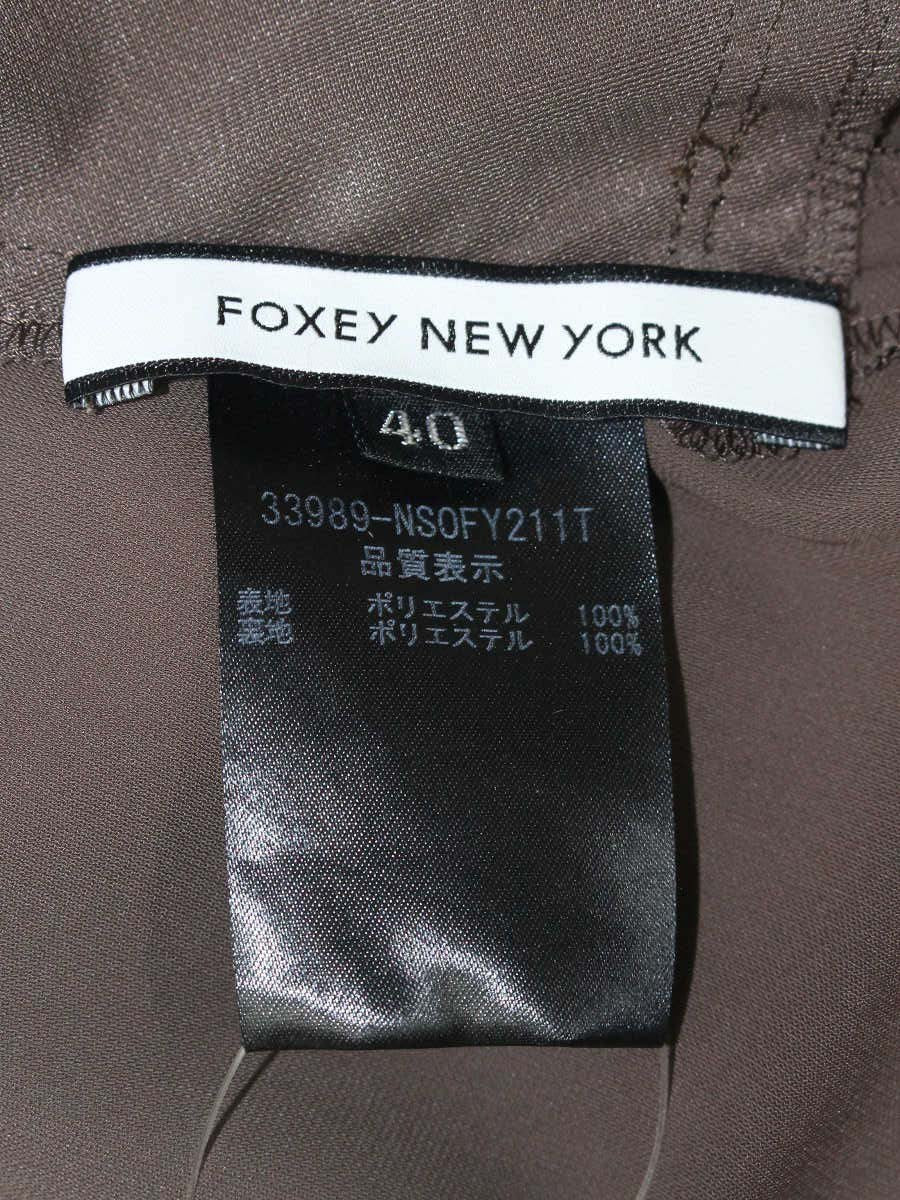 FOXEY NEW YORK
40
33989-NSOFY211T
品質表示
表地 ポリエステル 100%
裏地 ポリエステル 100%